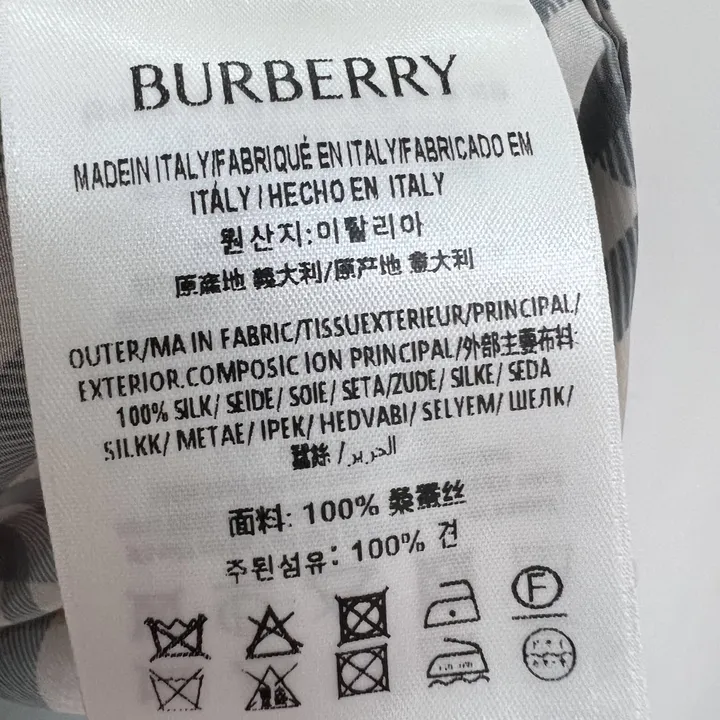 BURBERRY
MADEIN ITALY/FABRIQUÉ EN ITALY/FABRICADO EM
ITÁLY / HECHO EN ITALY
원산지:이탈리아
原產地 義大利/原产地 意大利
OUTER/MA IN FABRIC/TISSUEXTERIEUR/PRINCIPAL/
EXTERIOR.COMPOSIC ION PRINCIPAL/外部主要布料:
100% SILK/ SEIDE/ SOIE/ SETA/ZUDE/ SILKE/ SEDA
SILKK/ METAE/ IPEK/ HEDVABI/ SELYEM/ ШЕЛК/
蠶絲 /الحرير
面料: 100% 桑蚕丝
주된섬유: 100% 견
F